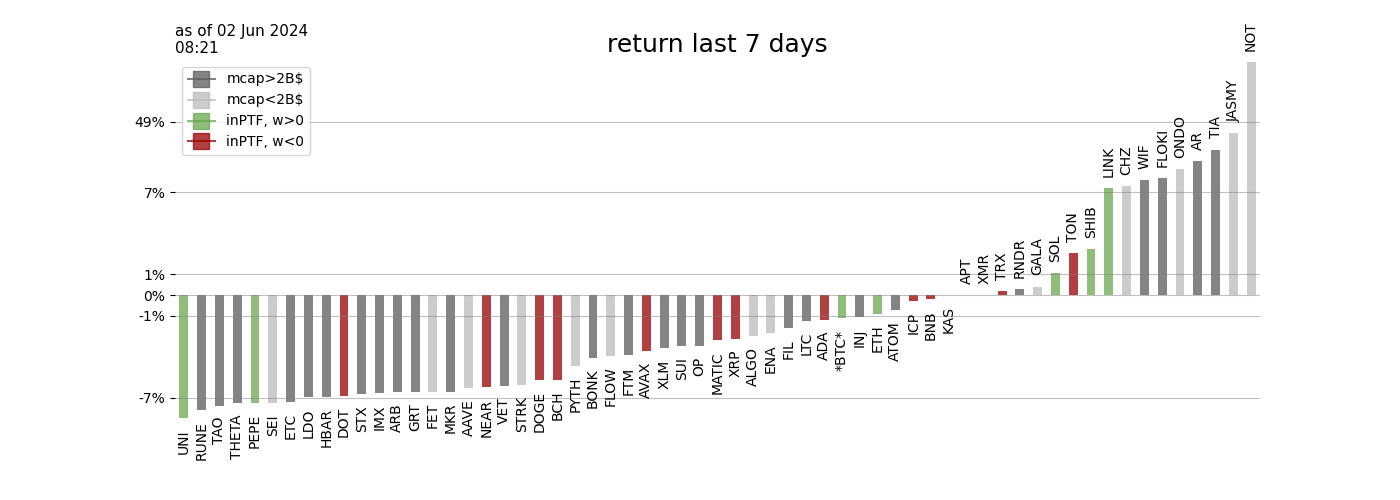 as of 02 Jun 2024
08:21
return last 7 days
mcap>2B$
mcap<2B$
inPTF, w>0
inPTF, w<0
49%
7%
1%
0%
-1%
-7%
UNI
RUNE
TAO
THETA
PEPE
SEI
ETC
LDO
HBAR
DOT
STX
IMX
ARB
GRT
FET
MKR
AAVE
NEAR
VET
STRK
DOGE
BCH
PYTH
BONK
FLOW
FTM
AVAX
XLM
SUI
OP
MATIC
XRP
ALGO
ENA
FIL
LTC
ADA
*BTC*
INJ
ETH
ATOM
ICP
BNB
KAS
APT
XMR
TRX
RNDR
GALA
SOL
TON
SHIB
LINK
CHZ
WIF
FLOKI
ONDO
AR
TIA
JASMY
NOT